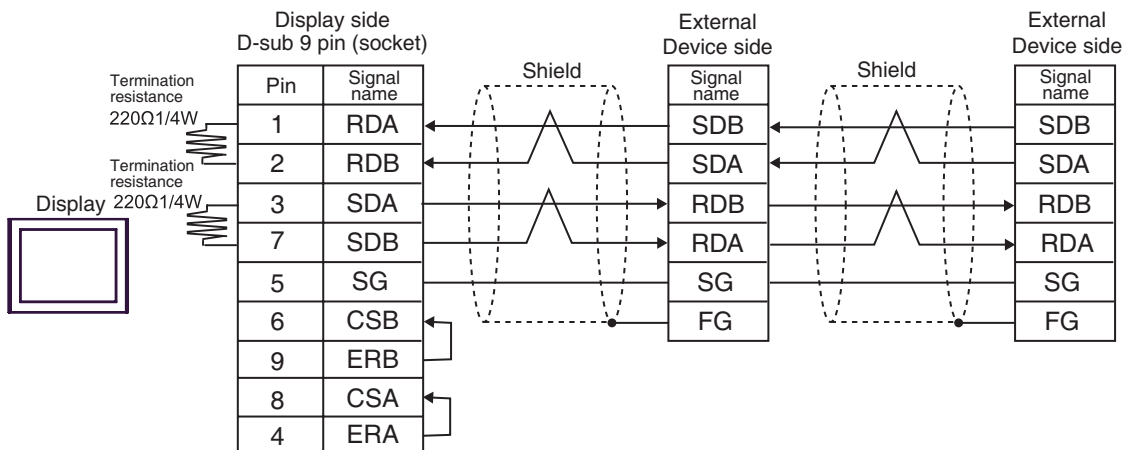 Display side
D-sub 9 pin (socket)
External
Device side
External
Device side
Termination
resistance
220Ω1/4W
Termination
resistance
220Ω1/4W
Display
Shield
Shield
Pin Signal name
1 RDA
2 RDB
3 SDA
7 SDB
5 SG
6 CSB
9 ERB
8 CSA
4 ERA
Signal name
SDB
SDA
RDB
RDA
SG
FG
Signal name
SDB
SDA
RDB
RDA
SG
FG